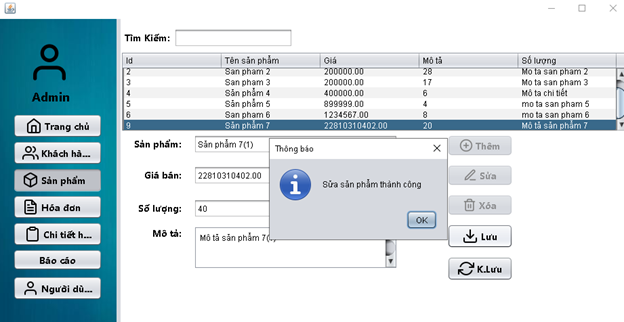 Tìm Kiếm:
Id Tên sản phẩm Giá Mô tả Số lượng
2 San pham 2 200000.00 28 Mo ta san pham 2
3 San phẩm 3 200000.00 17 Mo ta san pham 3
4 Sản phẩm 4 400000.00 6 Mô tả chi tiết
5 Sản phẩm 5 899999.00 4 mo ta san pham 5
6 San pham 6 1234567.00 8 mo ta san pham 6
9 Sản phẩm 7 22810310402.00 20 Mô tả sản phẩm 7
Admin
Trang chủ
Khách hà...
Sản phẩm
Hóa đơn
Chi tiết h...
Báo cáo
Người dù...
Sản phẩm: Sản phẩm 7(1)
Giá bán: 22810310402.00
Số lượng: 40
Mô tả: Mô tả sản phẩm 7(
Thêm
Sửa
Xóa
Lưu
K.Lưu
Thông báo
Sửa sản phẩm thành công
OK